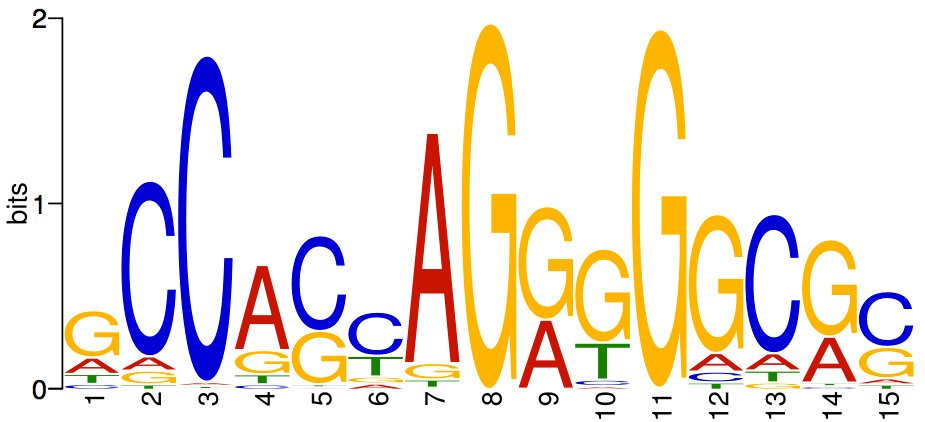 2
bits
1
0
G C C A C C A G G G G G C G C
A A G G T G A T A A A G
T G T G T C C T A
C C A G
1 2 3 4 5 6 7 8 9 10 11 12 13 14 15